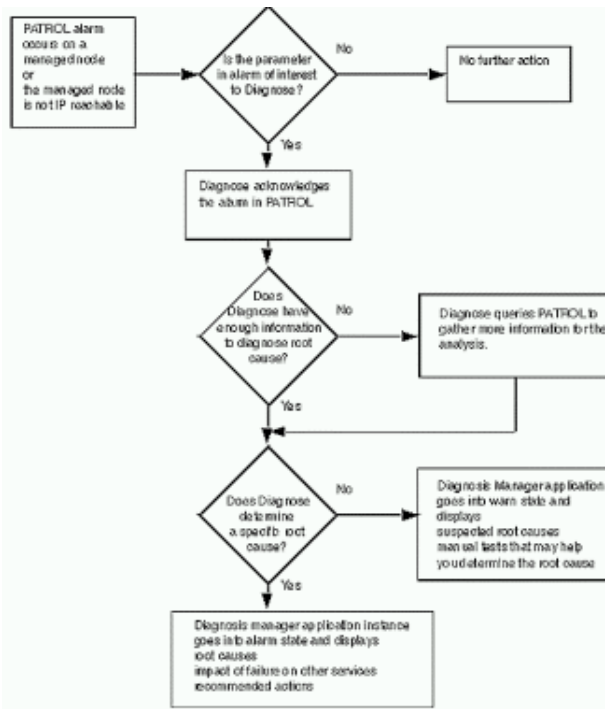 PATROL alarm
occurs on a
managed node
or
the managed node
is not IP reachable
Is the parameter
in alarm of interest
to Diagnose?
No
No further action
Yes
Diagnose acknowledges
the alarm in PATROL
Does
Diagnose have
enough information
to diagnose root
cause?
No
Diagnose queries PATROL to
gather more information for the
analysis.
Yes
Does Diagnose
determine
a specific root
cause?
No
Diagnosis Manager application
goes into warn state and
displays
suspected root causes
manual tests that may help
you determine the root cause
Yes
Diagnosis manager application instance
goes into alarm state and displays
root causes
impact of failure on other services
recommended actions